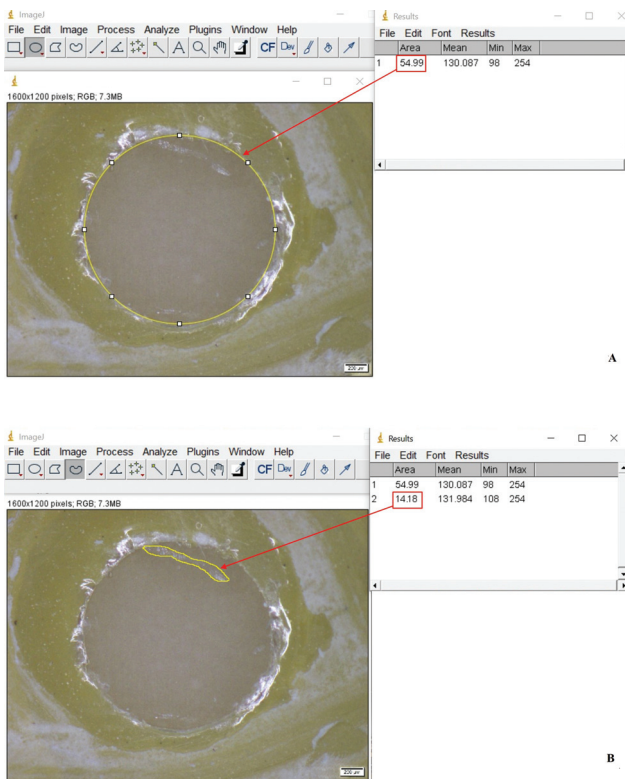 ImageJ
File Edit Image Process Analyze Plugins Window Help
A CF Dev
1600x1200 pixels; RGB; 7.3MB
Results
File Edit Font Results
Area Mean Min Max
1 54.99 130.087 98 254
A
ImageJ
File Edit Image Process Analyze Plugins Window Help
A CF Dev
1600x1200 pixels; RGB; 7.3MB
Results
File Edit Font Results
Area Mean Min Max
1 54.99 130.087 98 254
2 14.18 131.984 108 254
B